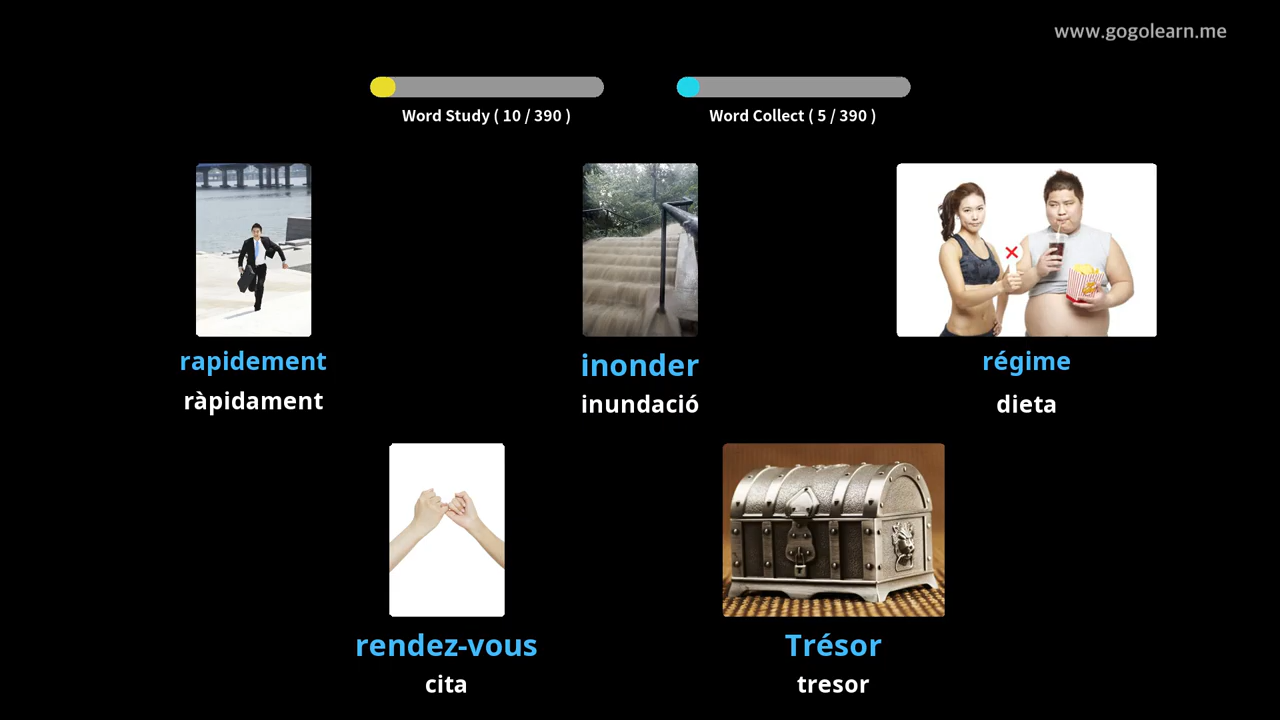 www.gogolearn.me
Word Study ( 10 / 390 )
Word Collect ( 5 / 390 )
rapidement
ràpidament
inonder
inundació
régime
dieta
rendez-vous
cita
Trésor
tresor